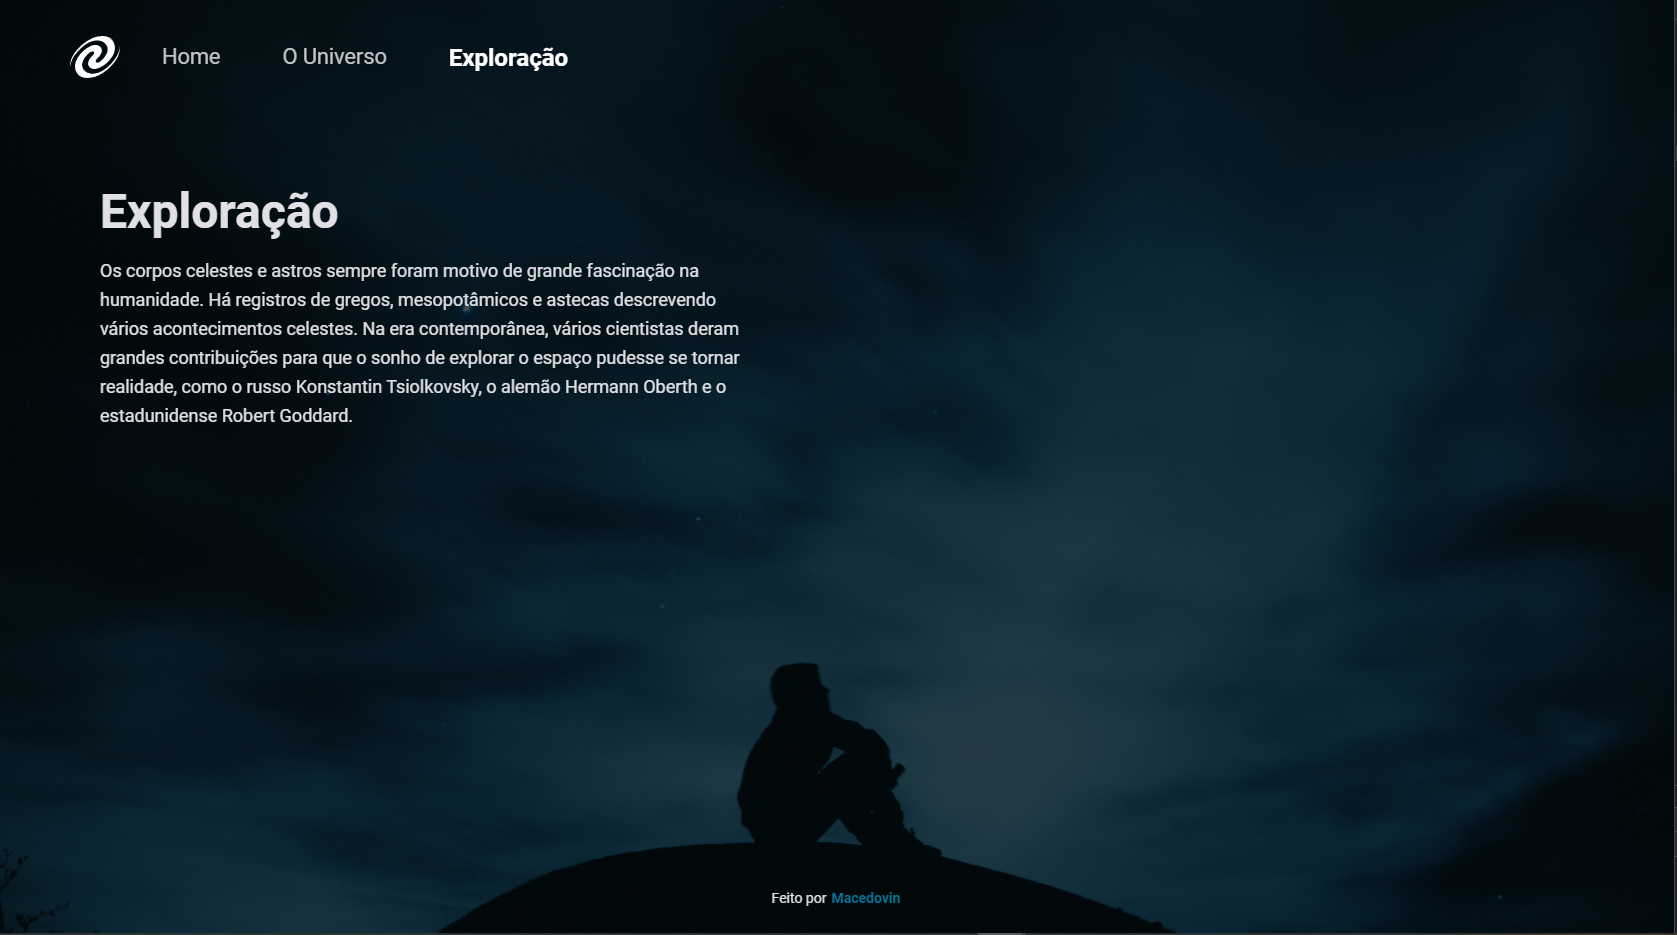 Home
O Universo
Exploração
Exploração
Os corpos celestes e astros sempre foram motivo de grande fascinação na
humanidade. Há registros de gregos, mesopotâmicos e astecas descrevendo
vários acontecimentos celestes. Na era contemporânea, vários cientistas deram
grandes contribuições para que o sonho de explorar o espaço pudesse se tornar
realidade, como o russo Konstantin Tsiolkovsky, o alemão Hermann Oberth e o
estadunidense Robert Goddard.
Feito por Macedovin